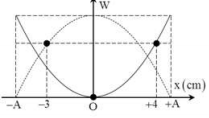 W
x (cm)
−A −3 O +4 +A